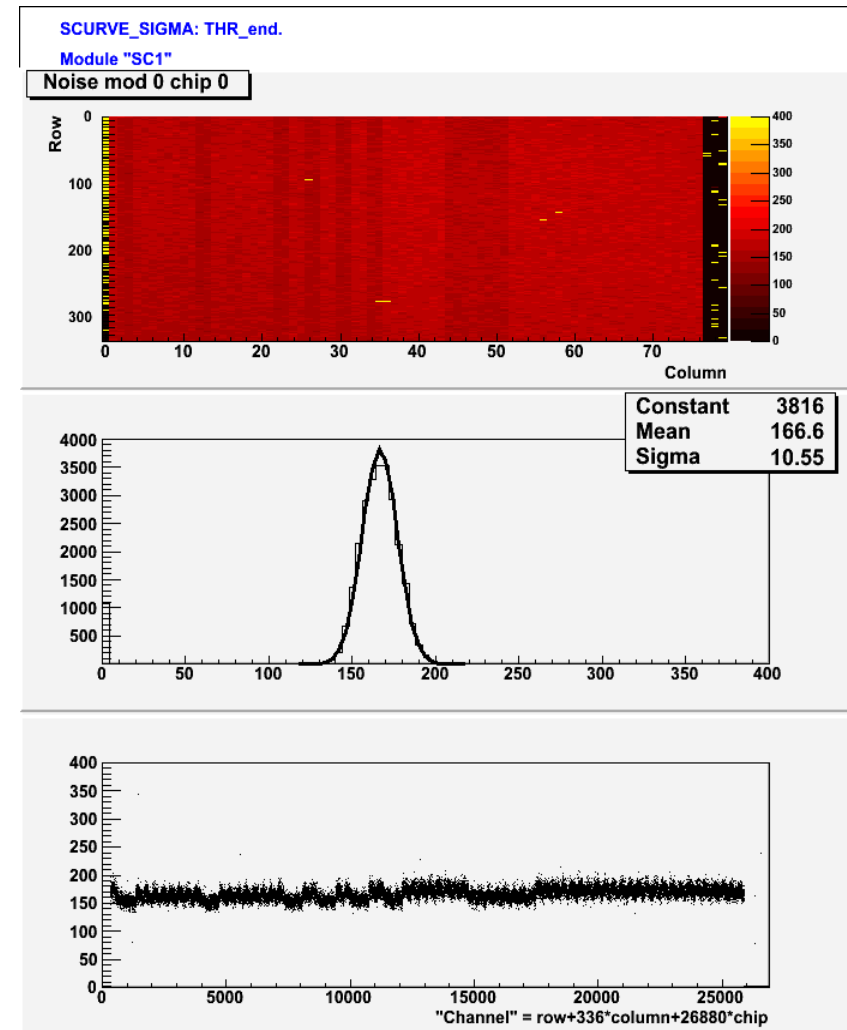 SCURVE_SIGMA: THR_end.
Module "SC1"
Noise mod 0 chip 0
Row
0
100
200
300
0 10 20 30 40 50 60 70
Column
400
350
300
250
200
150
100
50
0
Constant 3816
Mean 166.6
Sigma 10.55
4000
3500
3000
2500
2000
1500
1000
500
0 50 100 150 200 250 300 350 400
400
350
300
250
200
150
100
50
0
0 5000 10000 15000 20000 25000
"Channel" = row+336*column+26880*chip